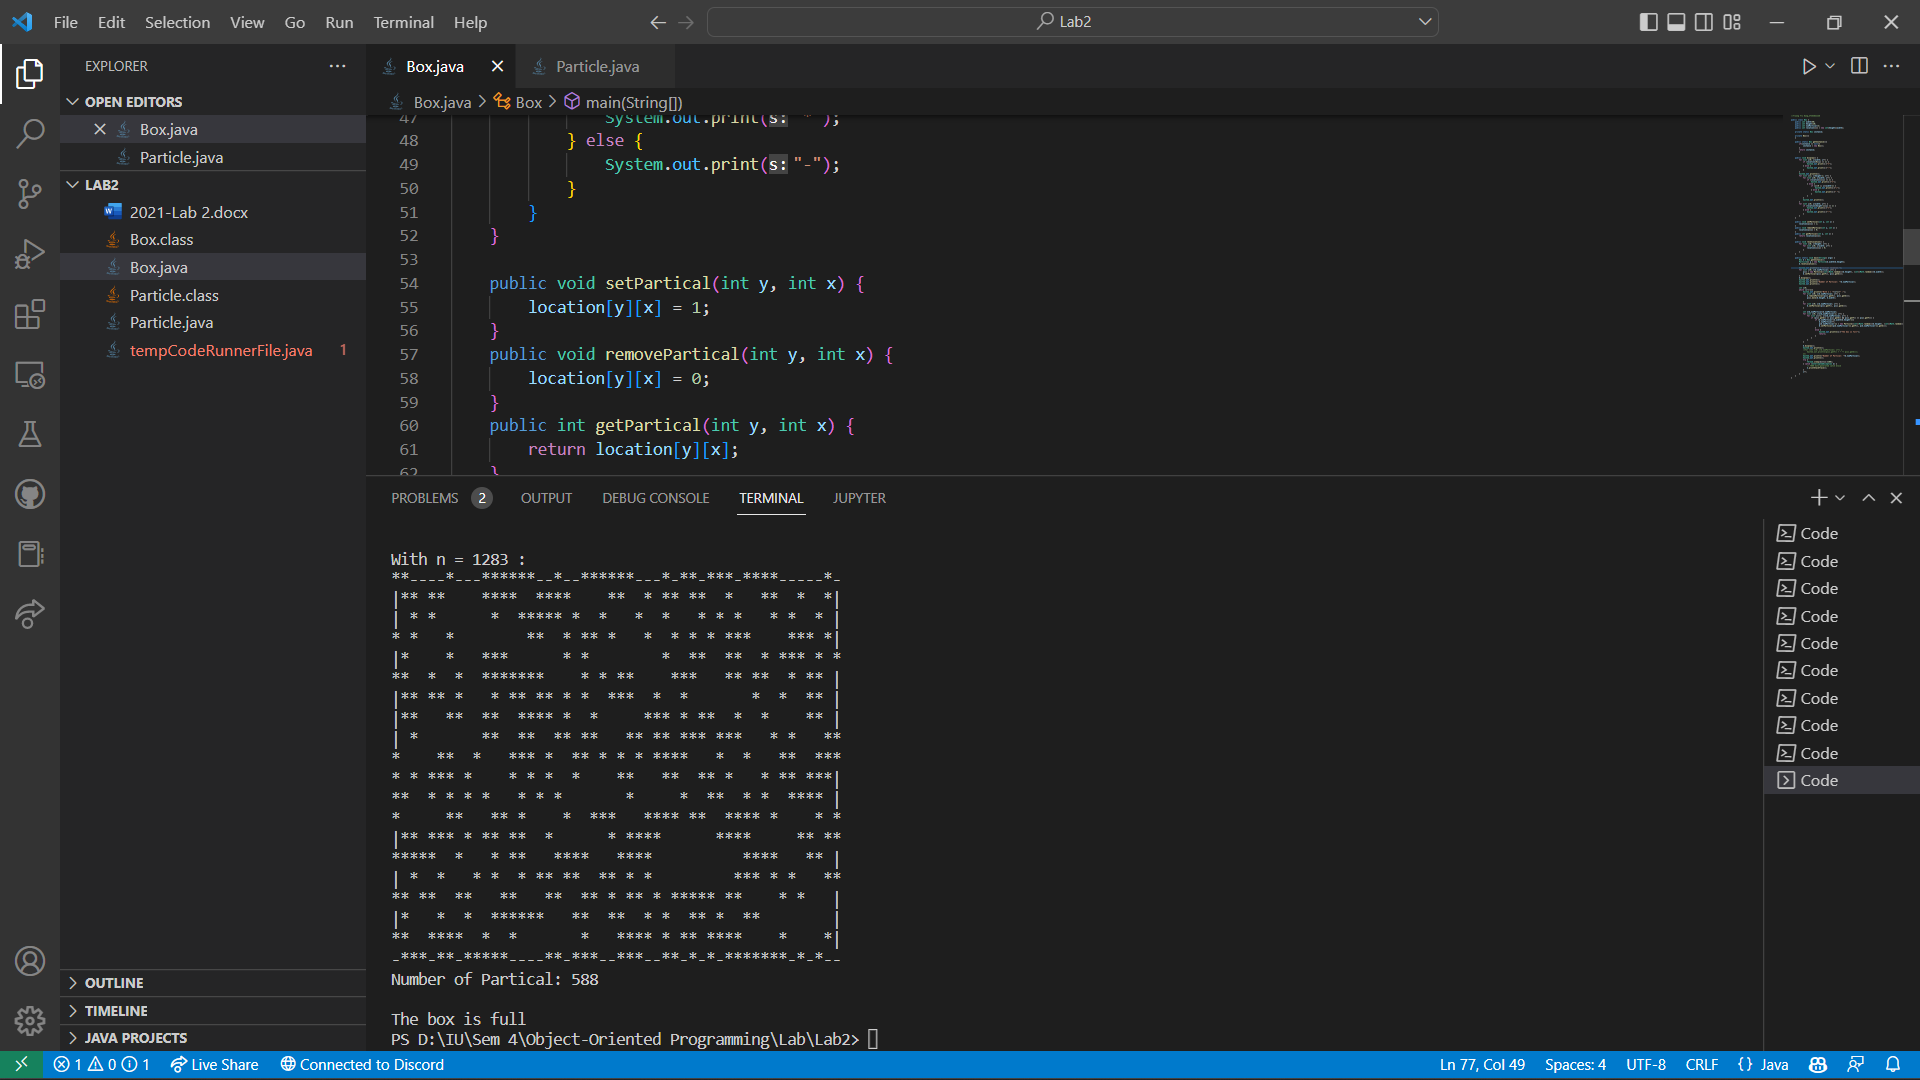 File Edit Selection View Go Run Terminal Help Lab2
EXPLORER
OPEN EDITORS
Box.java
Particle.java
LAB2
2021-Lab 2.docx
Box.class
Box.java
Particle.class
Particle.java
tempCodeRunnerFile.java 1
OUTLINE
TIMELINE
JAVA PROJECTS
Box.java Particle.java
Box.java > Box > main(String[])
47 System.out.print(s: "*");
48 } else {
49 System.out.print(s: "-");
50 }
51 }
52 }
53
54 public void setPartical(int y, int x) {
55 location[y][x] = 1;
56 }
57 public void removePartical(int y, int x) {
58 location[y][x] = 0;
59 }
60 public int getPartical(int y, int x) {
61 return location[y][x];
62 }
PROBLEMS 2 OUTPUT DEBUG CONSOLE TERMINAL JUPYTER
With n = 1283 :
Number of Partical: 588
The box is full
PS D:\IU\Sem 4\Object-Oriented Programming\Lab\Lab2>
Code
Code
Code
Code
Code
Code
Code
Code
Code
Code
1 0 1 Live Share Connected to Discord Ln 77, Col 49 Spaces: 4 UTF-8 CRLF {} Java